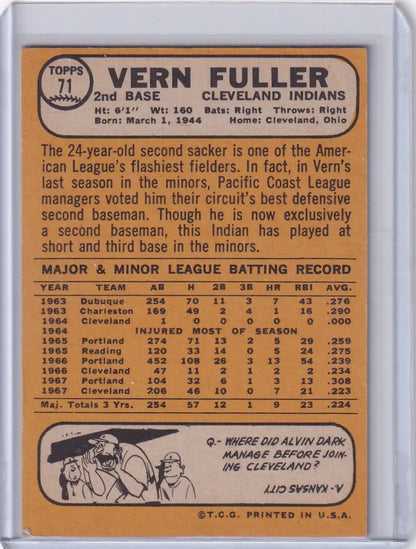 TOPPS
71
VERN FULLER
2nd BASE CLEVELAND INDIANS
Ht: 6'1" Wt: 160 Bats: Right Throws: Right
Born: March 1, 1944 Home: Cleveland, Ohio
The 24-year-old second sacker is one of the Amer-
ican League's flashiest fielders. In fact, in Vern's
last season in the minors, Pacific Coast League
managers voted him their circuit's best defensive
second baseman. Though he is now exclusively
a second baseman, this Indian has played at
short and third base in the minors.
MAJOR & MINOR LEAGUE BATTING RECORD
YEAR TEAM AB H 2B 3B HR RBI AVG.
1963 Dubuque 254 70 11 3 7 43 .276
1963 Charleston 169 49 2 4 1 16 .290
1964 Cleveland 1 0 0 0 0 0 .000
1964 INJURED MOST OF SEASON
1965 Portland 274 71 13 2 5 29 .259
1965 Reading 120 33 14 0 5 24 .275
1966 Portland 452 108 26 3 13 54 .239
1966 Cleveland 47 11 2 0 1 2 .234
1967 Portland 104 32 6 1 3 13 .308
1967 Cleveland 206 46 10 0 7 21 .223
Maj. Totals 3 Yrs. 254 57 12 1 9 23 .224
Q.- WHERE DID ALVIN DARK
MANAGE BEFORE JOIN-
ING CLEVELAND?
A- KANSAS CITY
©T.C.G. PRINTED IN U.S.A.